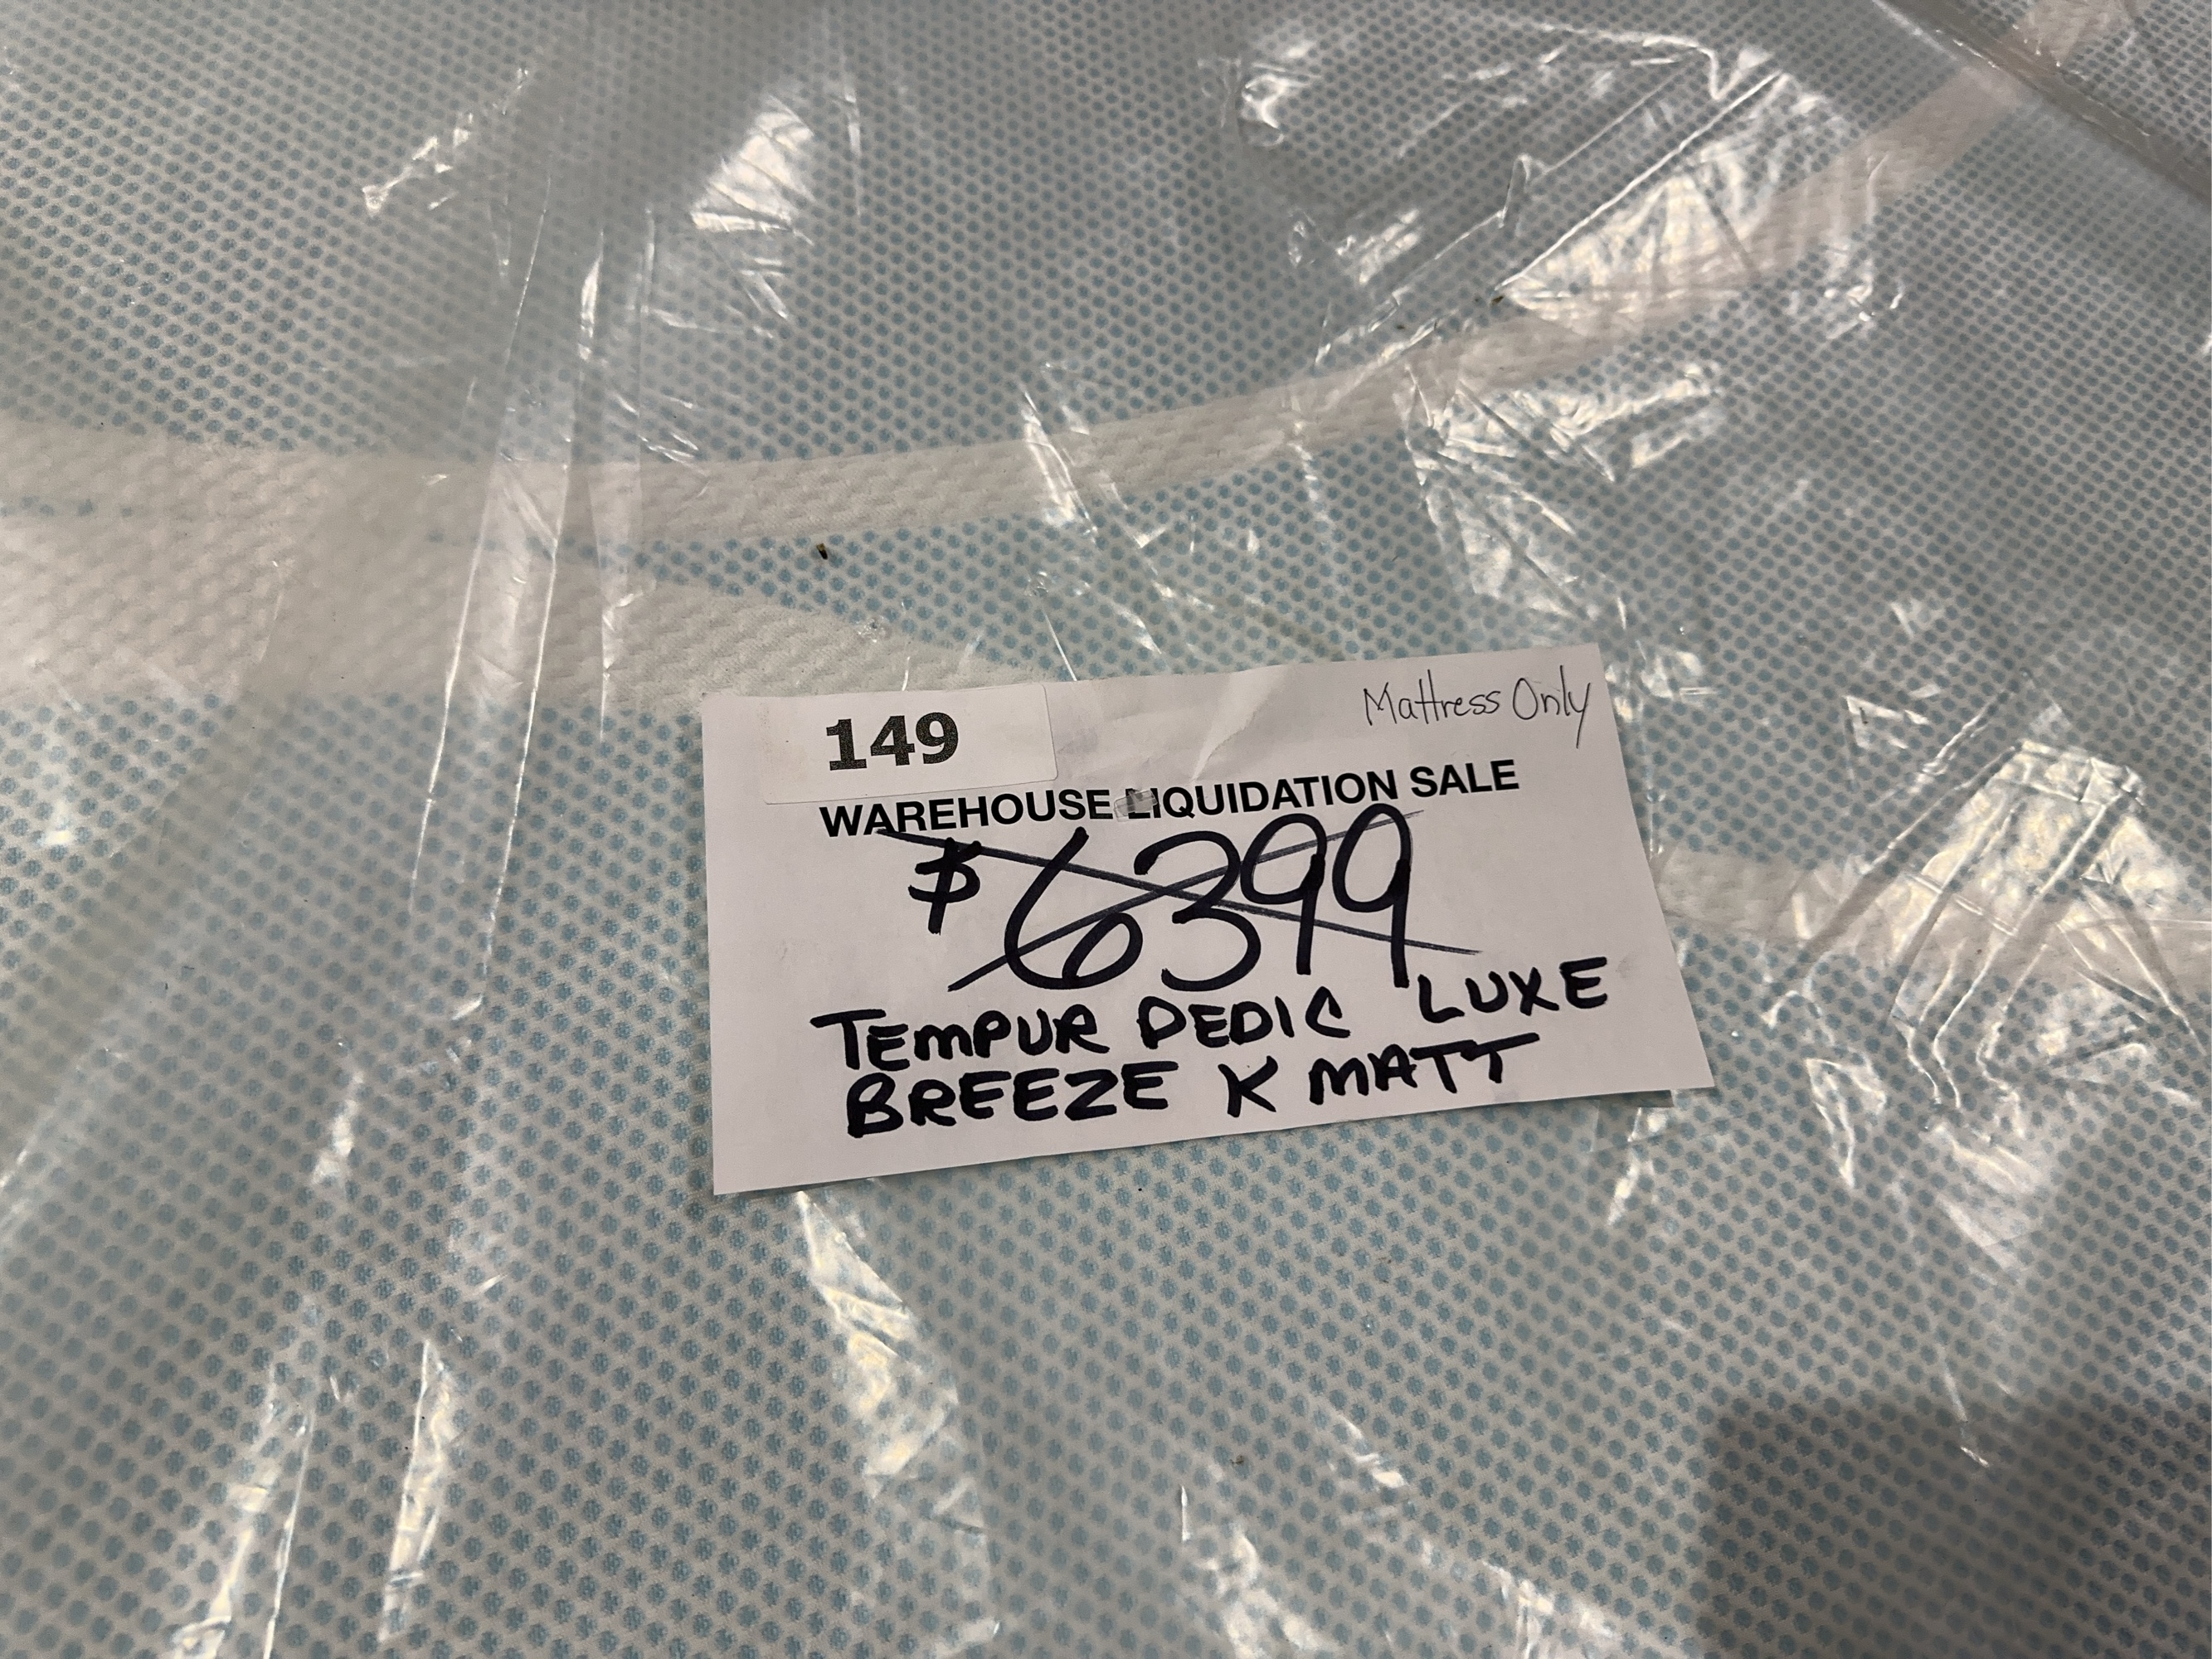 149
Mattress Only
WAREHOUSE LIQUIDATION SALE
$6399
TEMPUR PEDIC LUXE
BREEZE K MATT